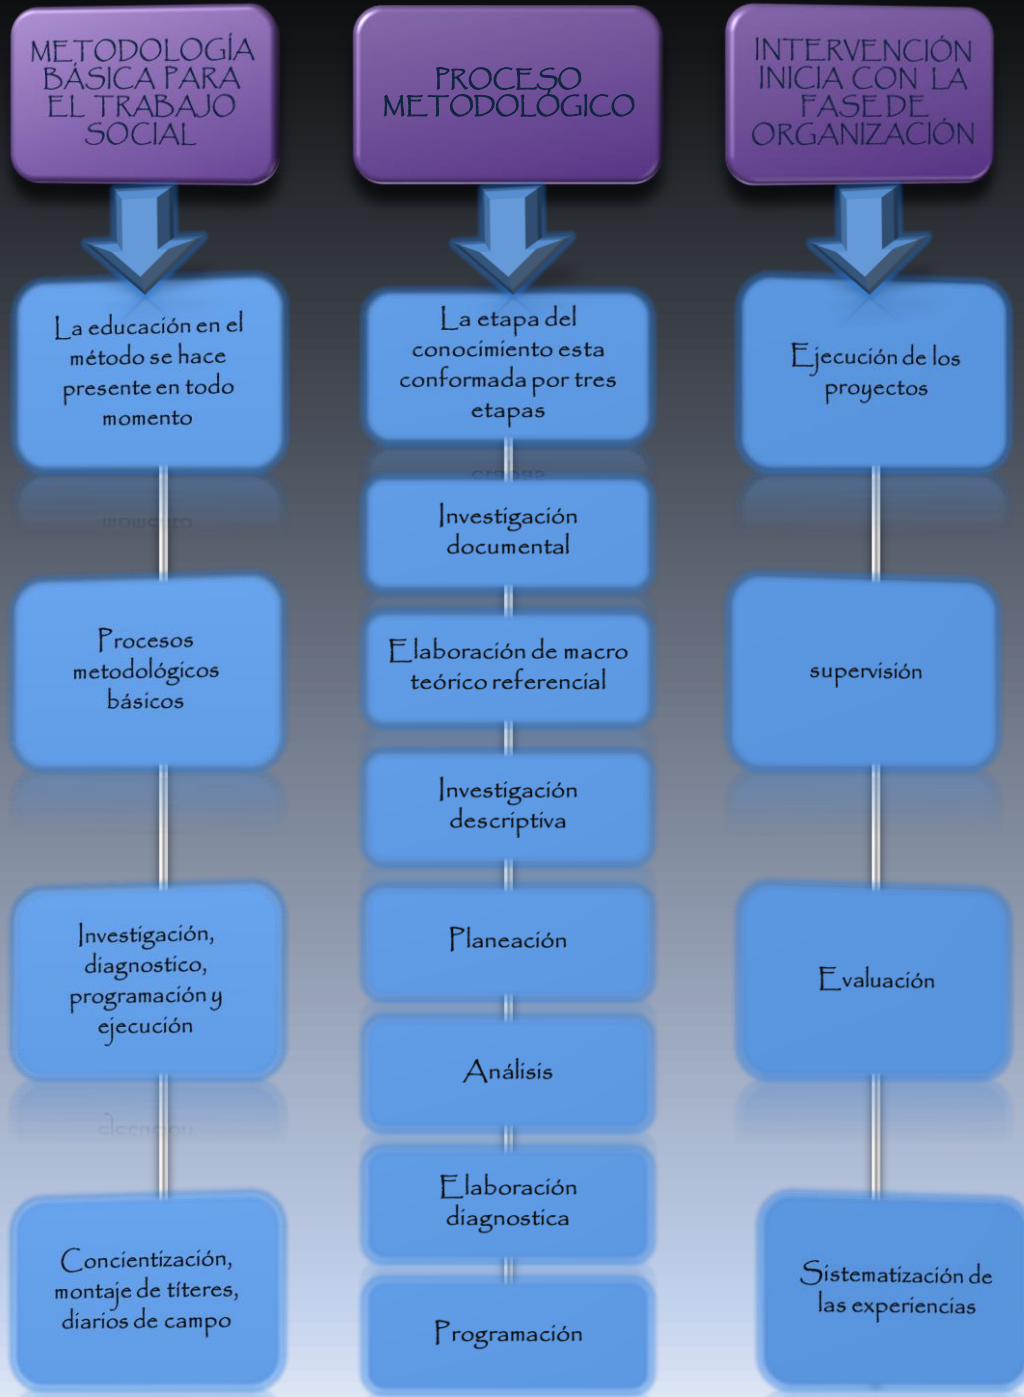 METODOLOGÍA
BÁSICA PARA
EL TRABAJO
SOCIAL
La educación en el
método se hace
presente en todo
momento
Procesos
metodológicos
básicos
Investigación,
diagnostico,
programación y
ejecución
Concientización,
montaje de títeres,
diarios de campo
PROCESO
METODOLÓGICO
La etapa del
conocimiento esta
conformada por tres
etapas
Investigación
documental
Elaboración de macro
teórico referencial
Investigación
descriptiva
Planeación
Análisis
Elaboración
diagnostica
Programación
INTERVENCIÓN
INICIA CON LA
FASE DE
ORGANIZACIÓN
Ejecución de los
proyectos
supervisión
Evaluación
Sistematización de
las experiencias